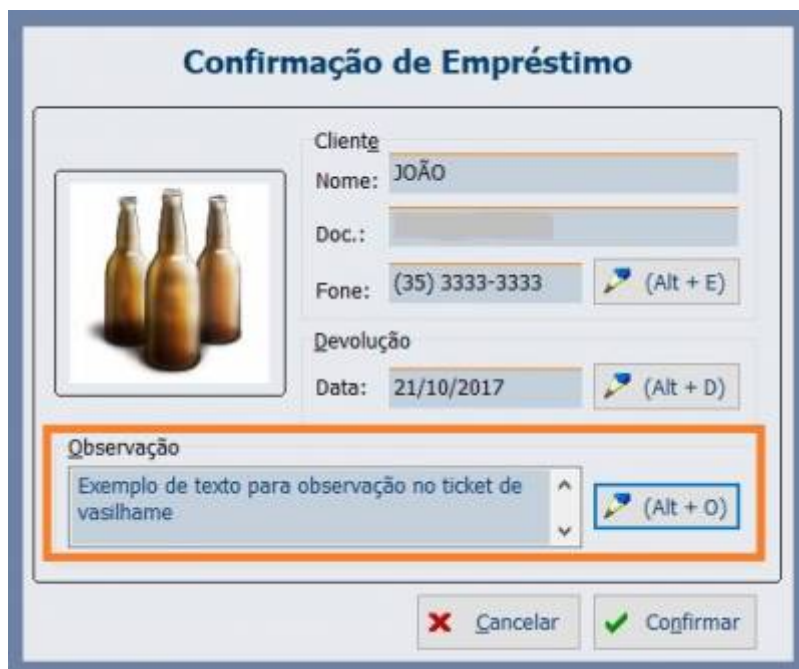 Confirmação de Empréstimo
Cliente
Nome: JOÃO
Doc.:
Fone: (35) 3333-3333 (Alt + E)
Devolução
Data: 21/10/2017 (Alt + D)
Observação
Exemplo de texto para observação no ticket de
vasilhame
(Alt + O)
Cancelar Confirmar